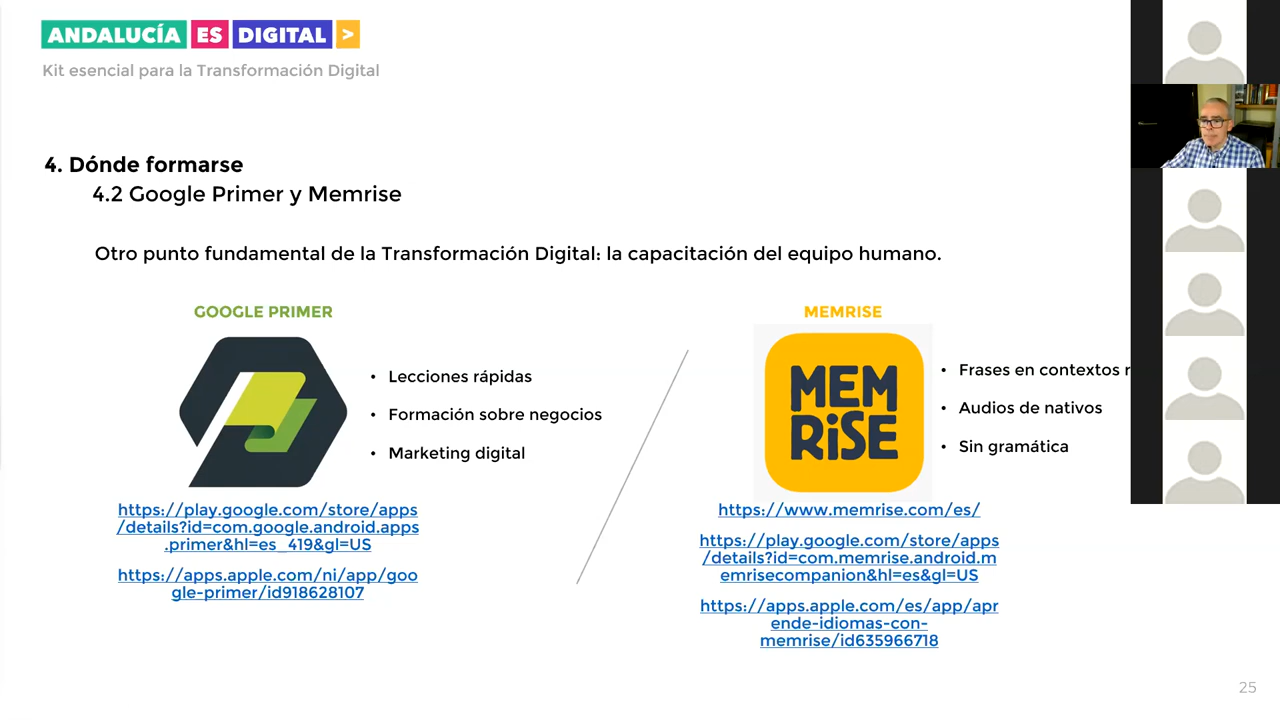 ANDALUCÍA ES DIGITAL >
Kit esencial para la Transformación Digital
4. Dónde formarse
4.2 Google Primer y Memrise
Otro punto fundamental de la Transformación Digital: la capacitación del equipo humano.
GOOGLE PRIMER
• Lecciones rápidas
• Formación sobre negocios
• Marketing digital
https://play.google.com/store/apps
/details?id=com.google.android.apps
.primer&hl=es_419&gl=US
https://apps.apple.com/ni/app/goo
gle-primer/id918628107
MEMRISE
MEM
RiSE
• Frases en contextos
• Audios de nativos
• Sin gramática
https://www.memrise.com/es/
https://play.google.com/store/apps
/details?id=com.memrise.android.m
emrisecompanion&hl=es&gl=US
https://apps.apple.com/es/app/apr
ende-idiomas-con-
memrise/id635966718
25